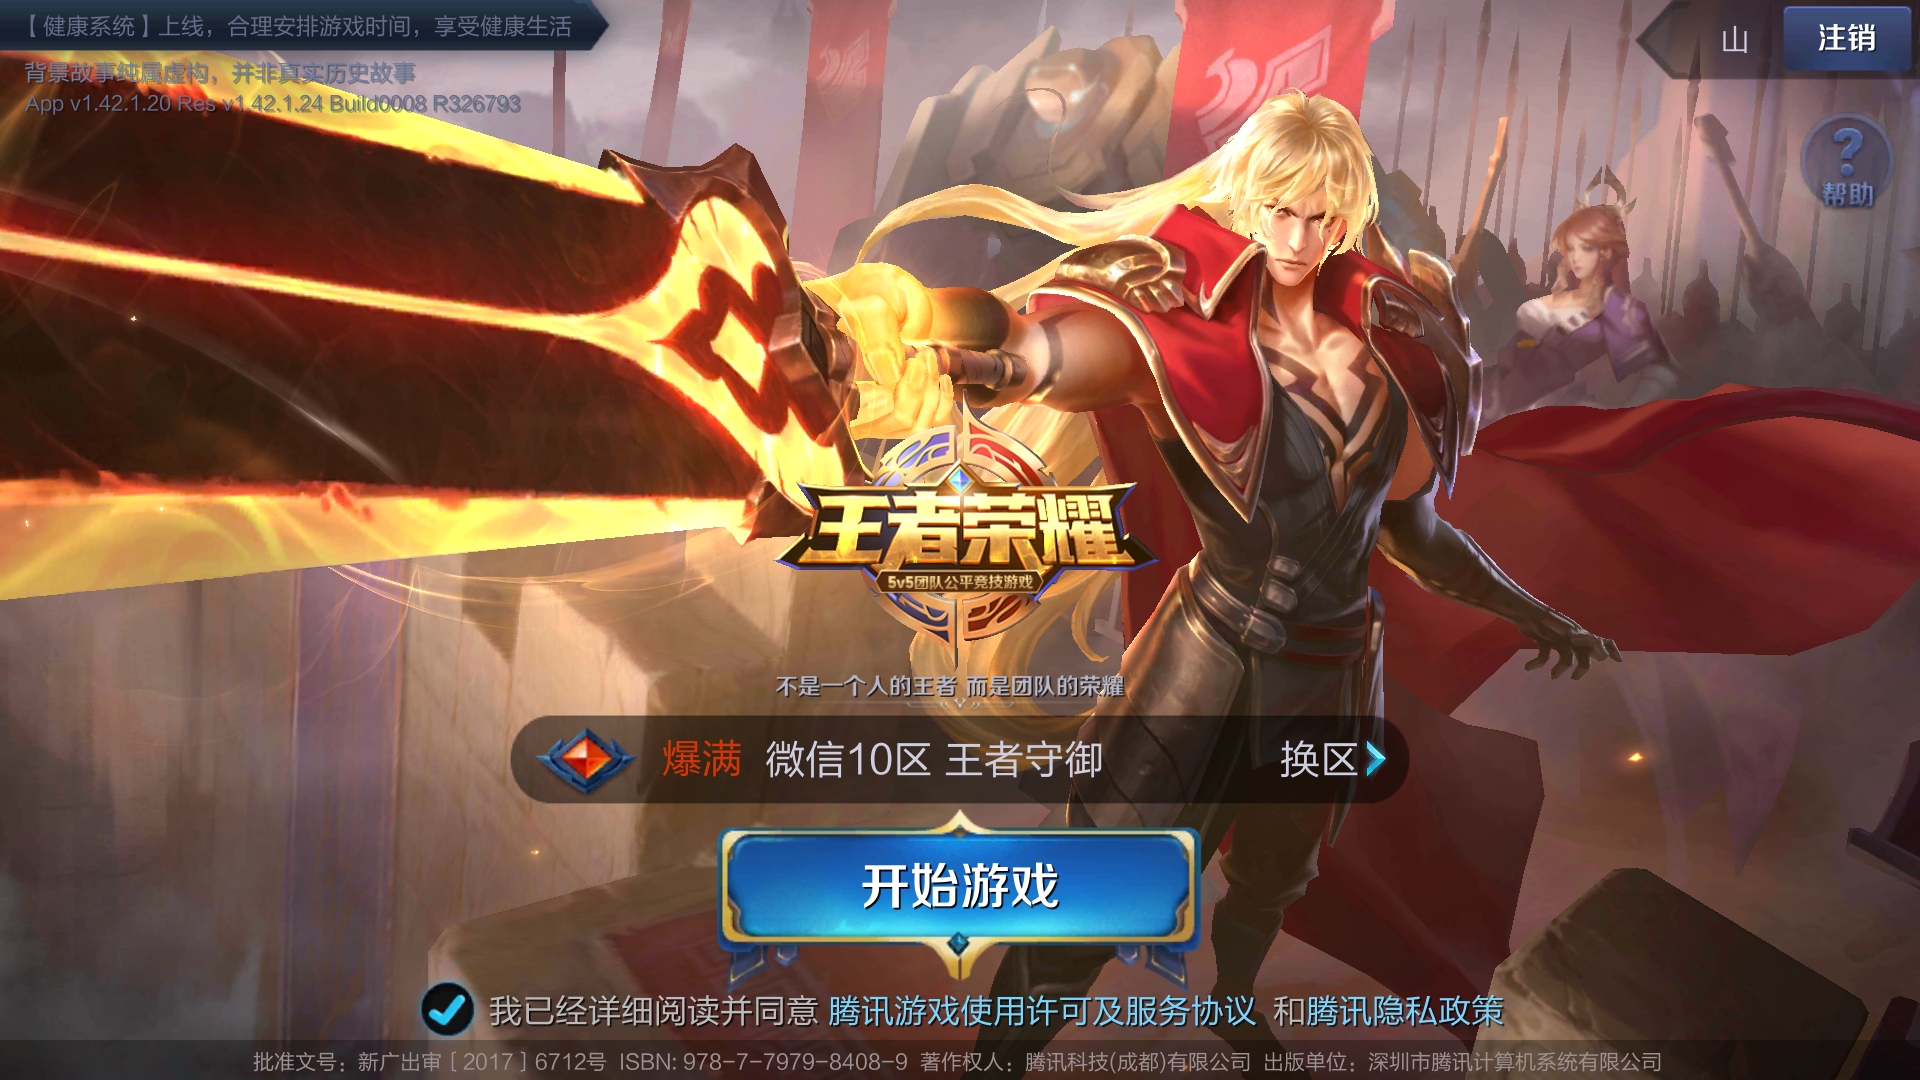 【健康系统】上线，合理安排游戏时间，享受健康生活
背景故事纯属虚构，并非真实历史故事
App v1.42.1.20 Res v1.42.1.24 Build0008 R326793
山
注销
?
帮助
王者荣耀
5v5团队公平竞技游戏
不是一个人的王者 而是团队的荣耀
爆满 微信10区 王者守御 换区
开始游戏
我已经详细阅读并同意 腾讯游戏使用许可及服务协议 和腾讯隐私政策
批准文号：新广出审〔2017〕6712号 ISBN: 978-7-7979-8408-9 著作权人：腾讯科技(成都)有限公司 出版单位：深圳市腾讯计算机系统有限公司